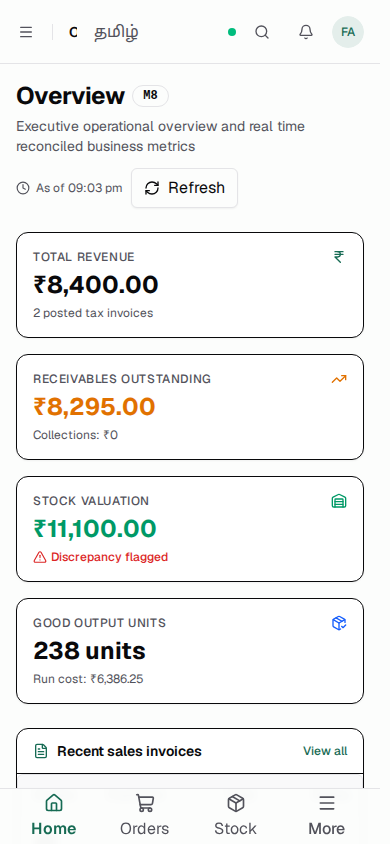 தமிழ்
FA
Overview M8
Executive operational overview and real time
reconciled business metrics
As of 09:03 pm Refresh
TOTAL REVENUE
₹8,400.00
2 posted tax invoices
RECEIVABLES OUTSTANDING
₹8,295.00
Collections: ₹0
STOCK VALUATION
₹11,100.00
Discrepancy flagged
GOOD OUTPUT UNITS
238 units
Run cost: ₹6,386.25
Recent sales invoices View all
Home Orders Stock More